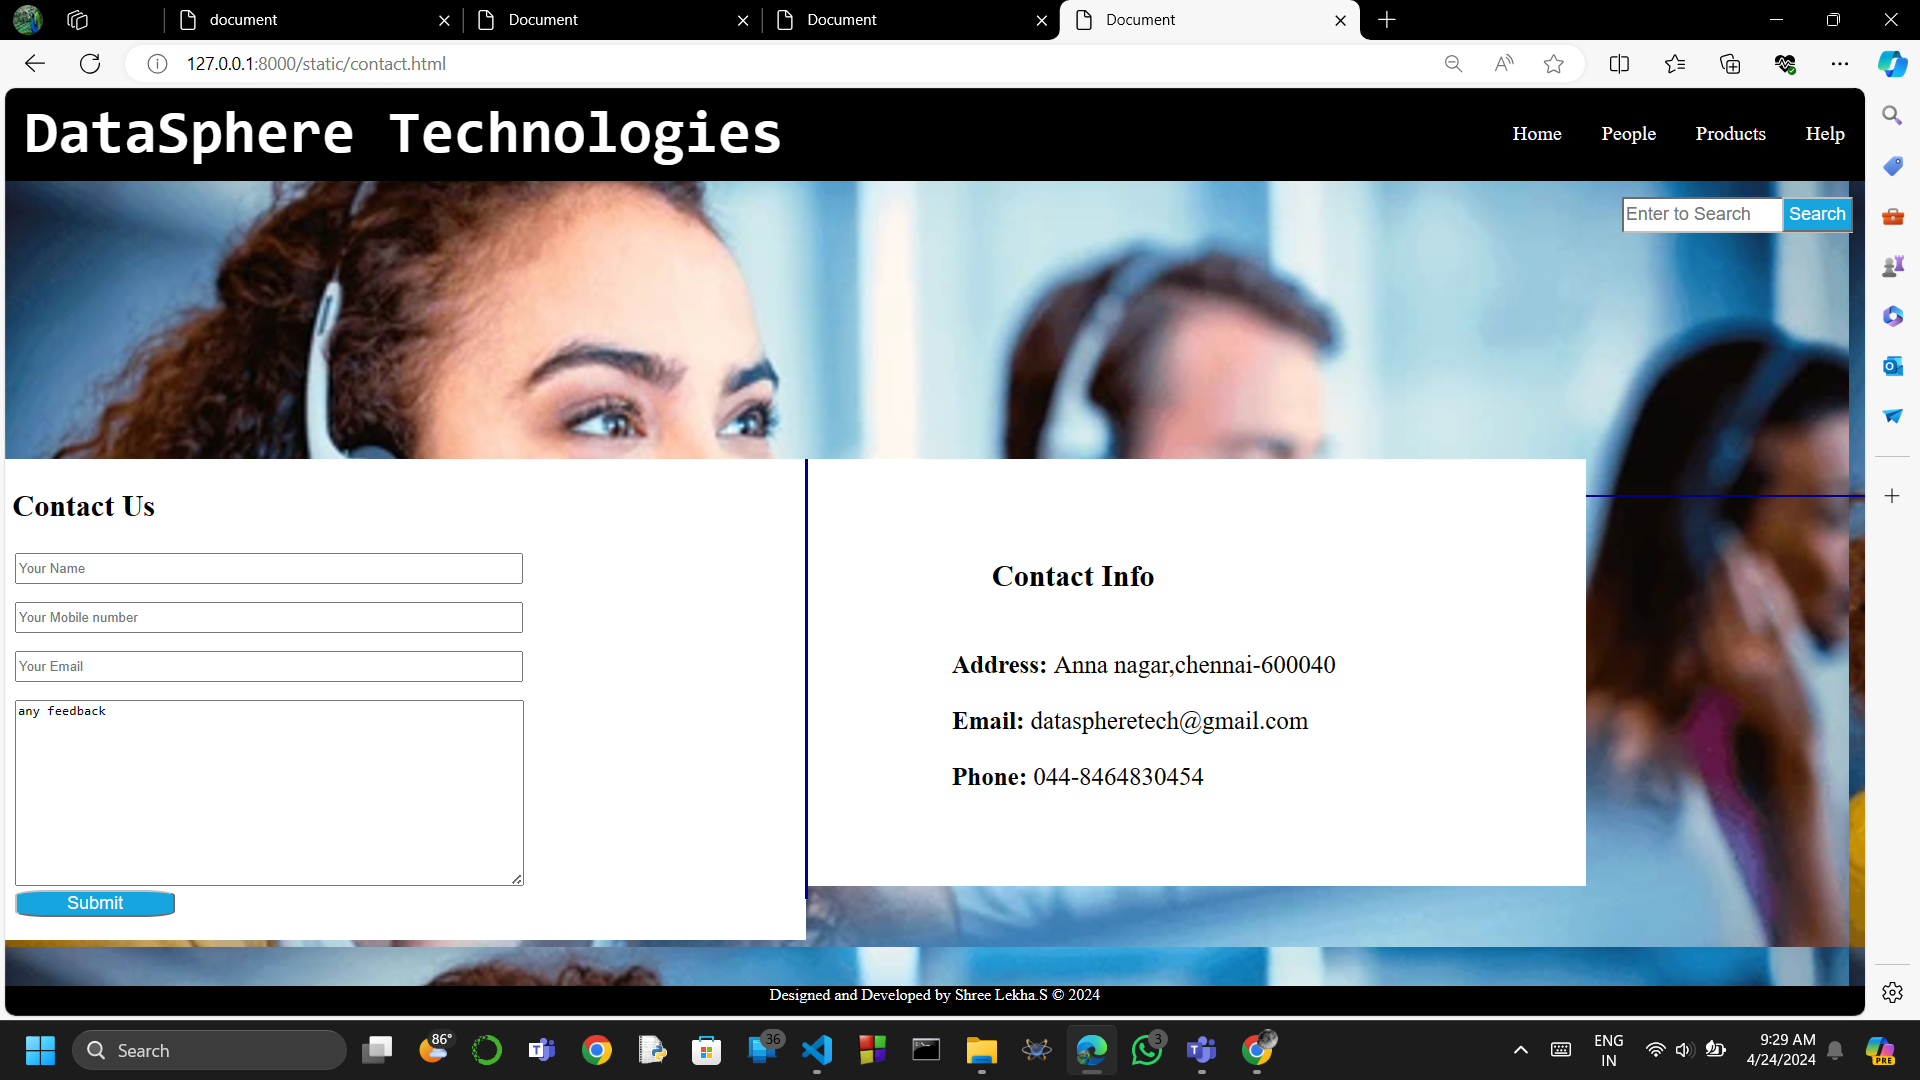 document
Document
Document
Document
127.0.0.1:8000/static/contact.html
DataSphere Technologies
Home
People
Products
Help
Enter to Search
Search
Contact Us
Your Name
Your Mobile number
Your Email
any feedback
Submit
Contact Info
Address: Anna nagar,chennai-600040
Email: dataspheretech@gmail.com
Phone: 044-8464830454
Designed and Developed by Shree Lekha.S © 2024
Search
86°
36
3
ENG
IN
9:29 AM
4/24/2024
PRE